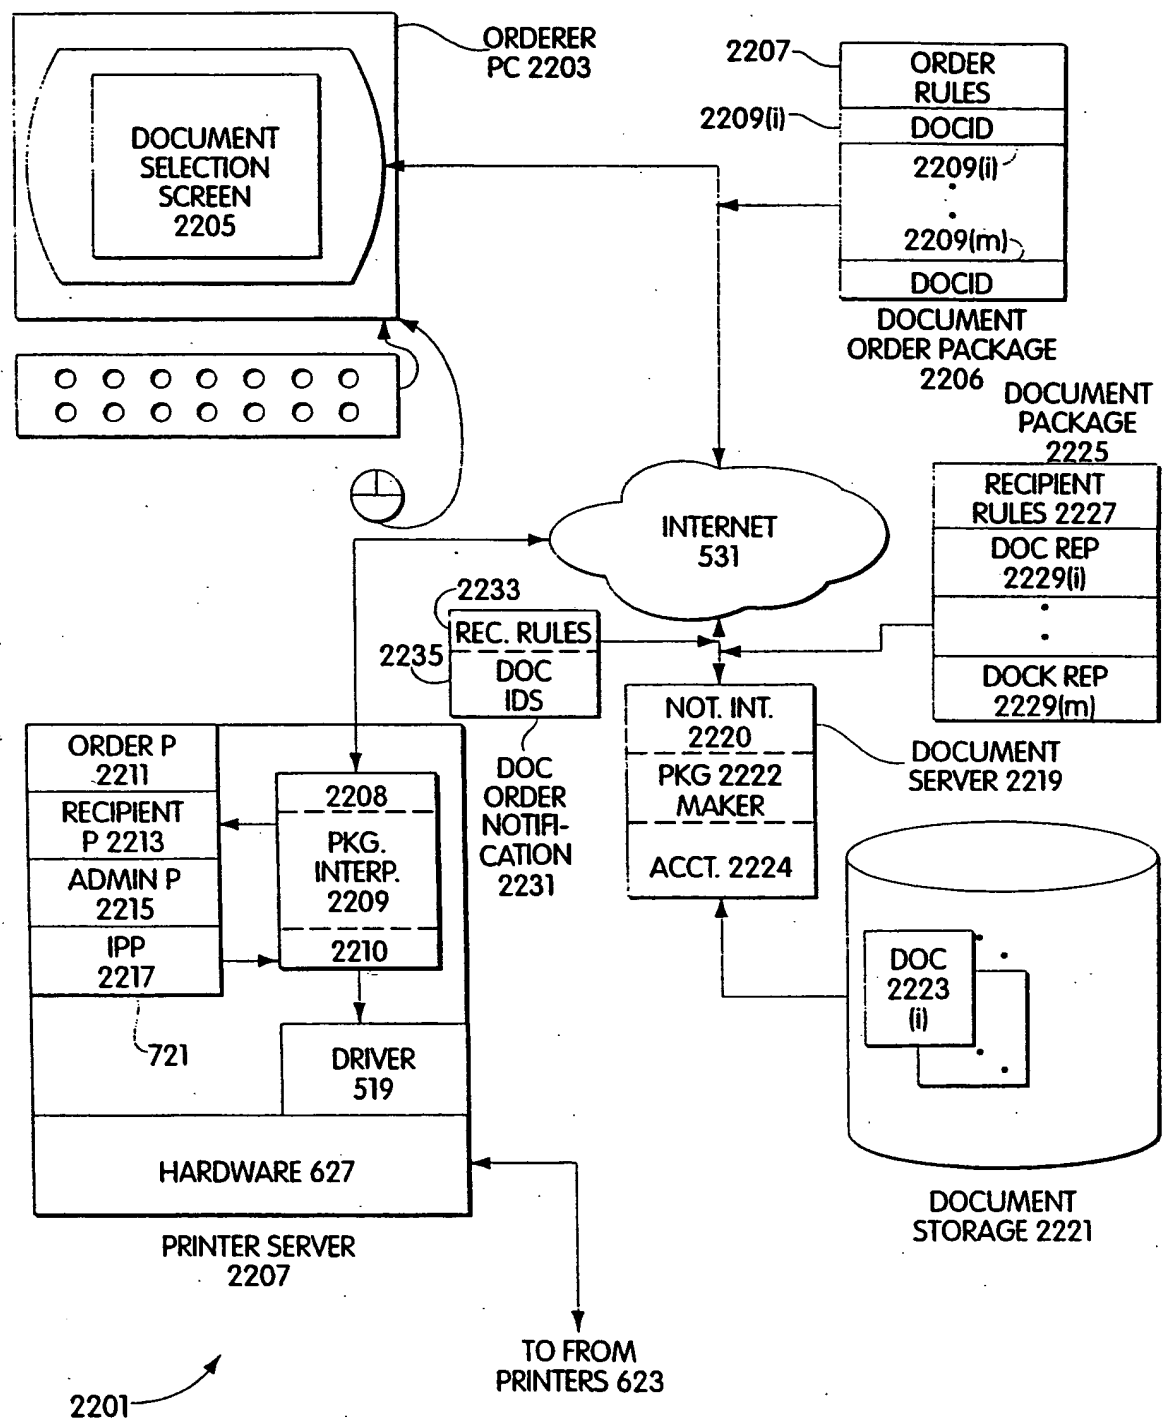 ORDERER
PC 2203
DOCUMENT
SELECTION
SCREEN
2205
2207
ORDER
RULES
2209(i)
DOCID
2209(i)
2209(m)
DOCID
DOCUMENT
ORDER PACKAGE
2206
DOCUMENT
PACKAGE
2225
RECIPIENT
RULES 2227
DOC REP
2229(i)
DOCK REP
2229(m)
INTERNET
531
2233
REC. RULES
2235
DOC
IDS
DOC
ORDER
NOTIFI-
CATION
2231
NOT. INT.
2220
PKG 2222
MAKER
ACCT. 2224
DOCUMENT
SERVER 2219
ORDER P
2211
RECIPIENT
P 2213
ADMIN P
2215
IPP
2217
721
2208
PKG.
INTERP.
2209
2210
DRIVER
519
HARDWARE 627
PRINTER SERVER
2207
DOC
2223
(i)
DOCUMENT
STORAGE 2221
TO FROM
PRINTERS 623
2201